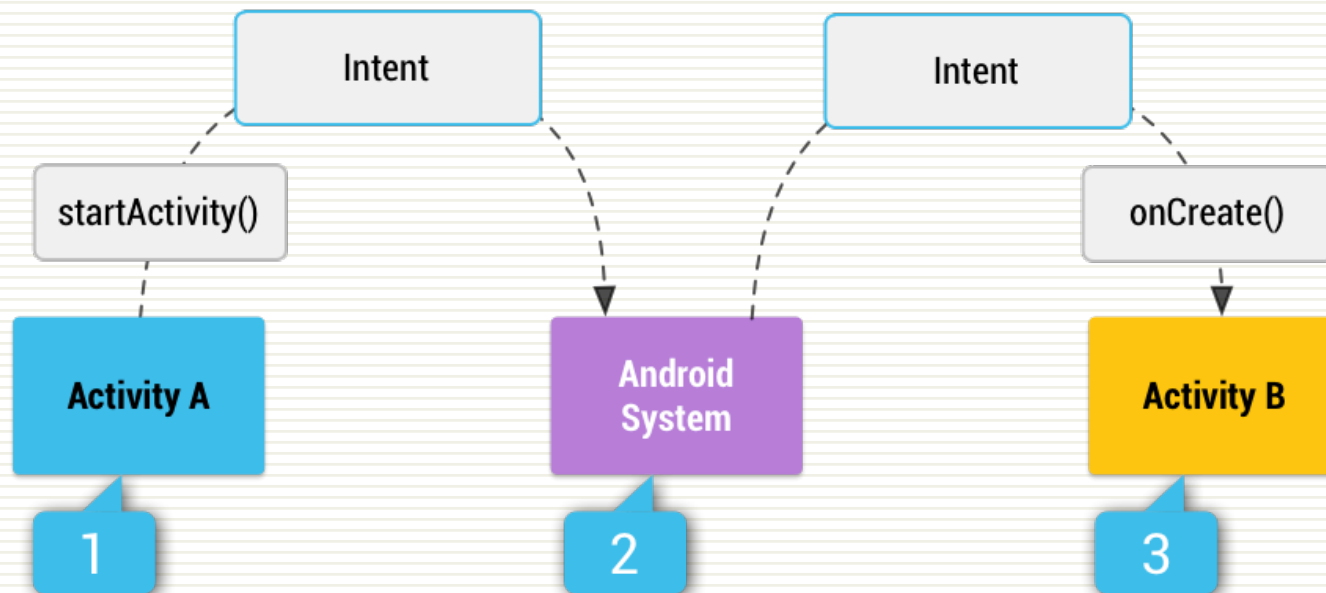 Intent
Intent
startActivity()
onCreate()
Activity A
Android
System
Activity B
1
2
3